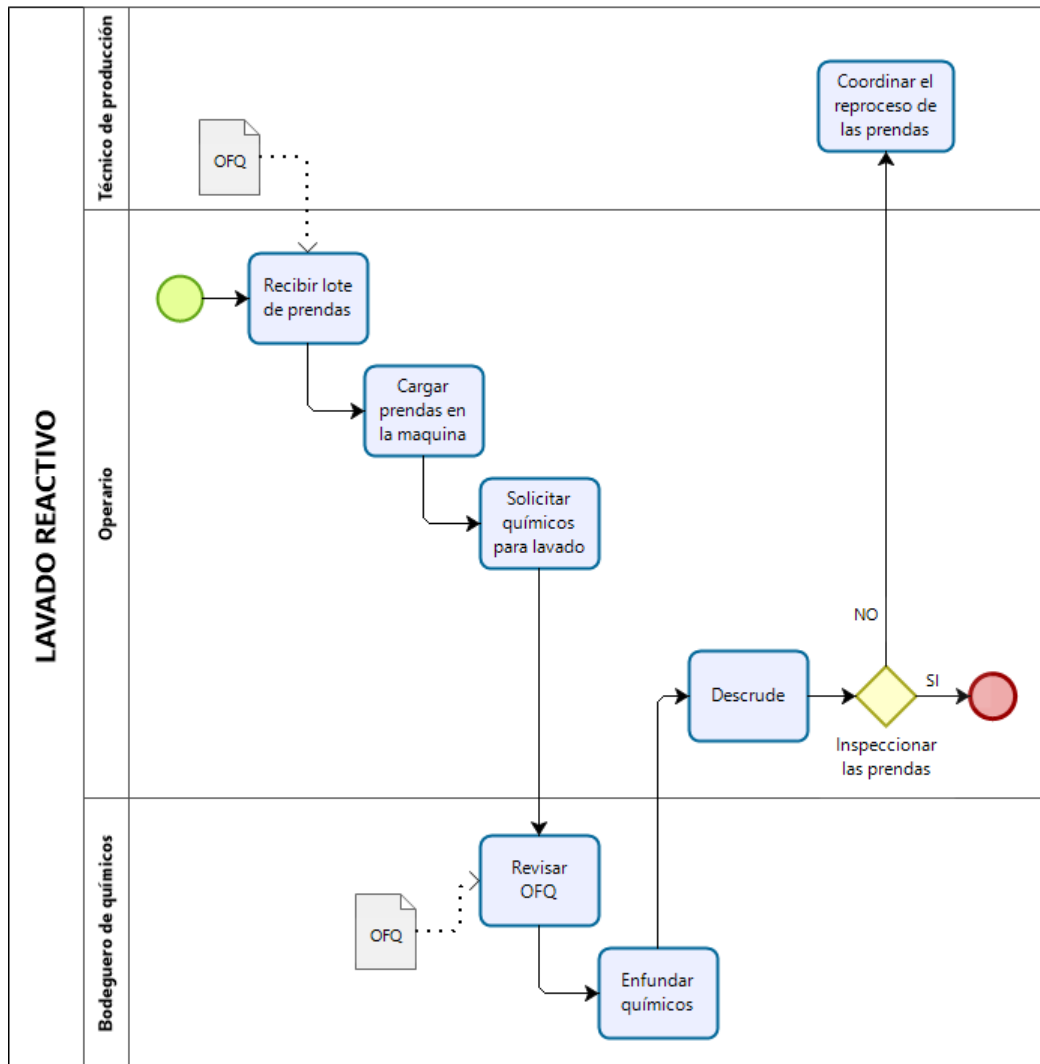 LAVADO REACTIVO
Técnico de producción
OFQ
Coordinar el
reproceso de
las prendas
Operario
Recibir lote
de prendas
Cargar
prendas en
la maquina
Solicitar
químicos
para lavado
Descrude
NO
SI
Inspeccionar
las prendas
Bodeguero de químicos
OFQ
Revisar
OFQ
Enfundar
químicos